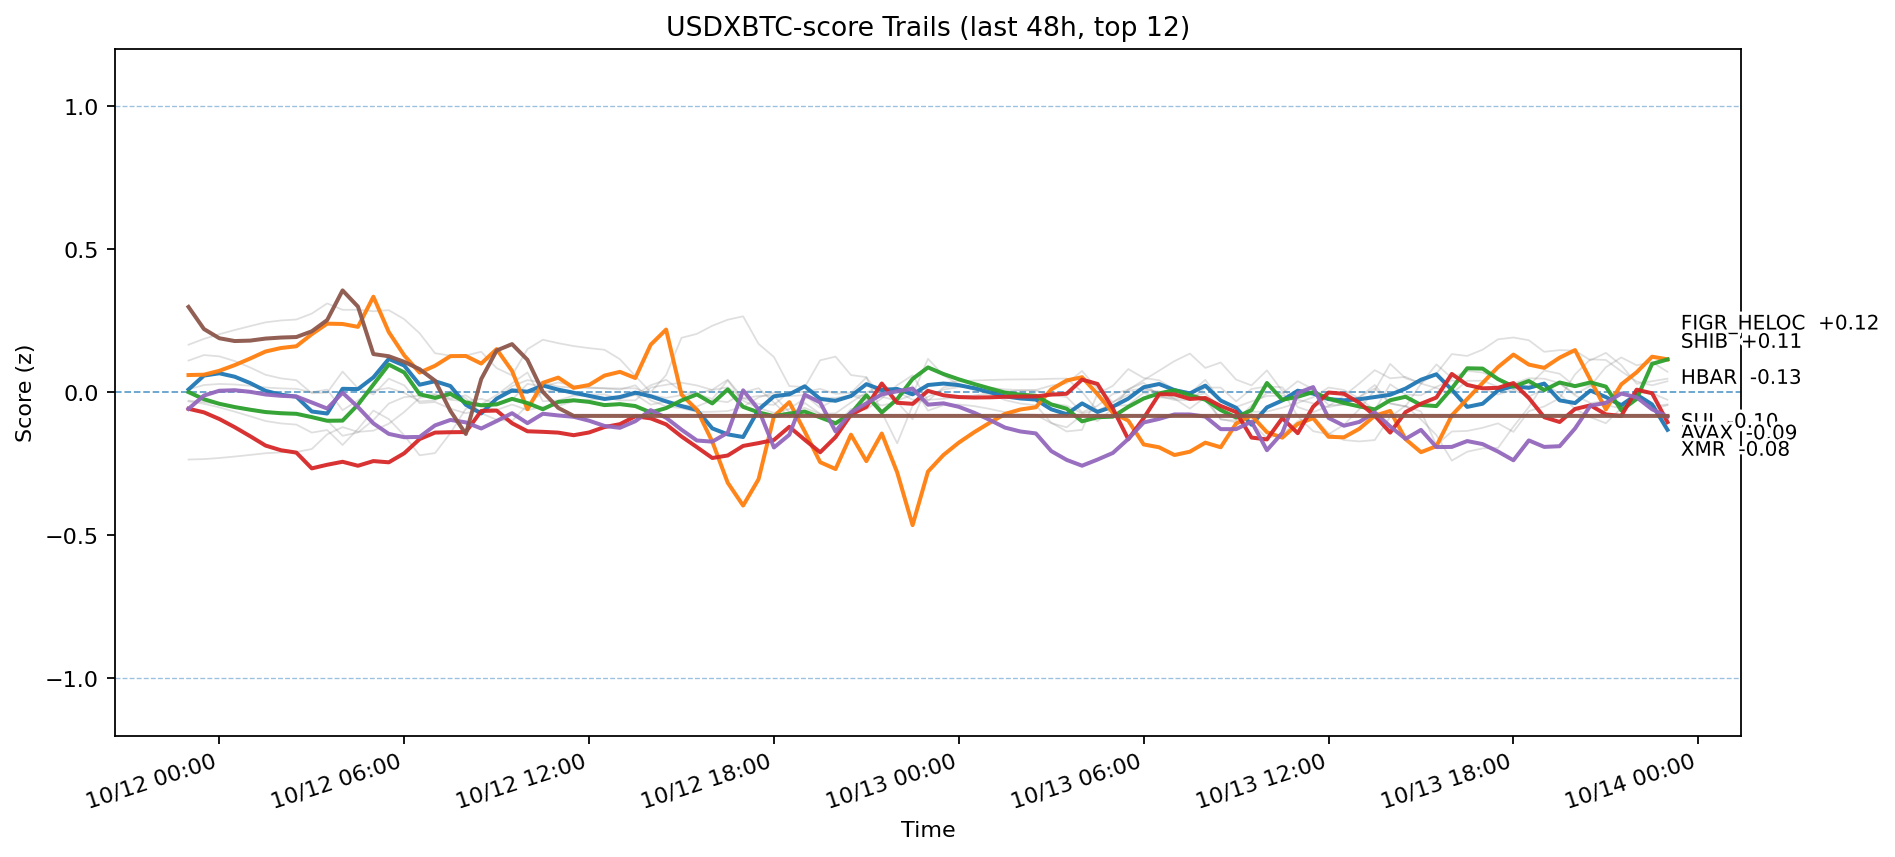 USDXBTC-score Trails (last 48h, top 12)
Score (z)
1.0
0.5
0.0
−0.5
−1.0
FIGR_HELOC +0.12
SHIB +0.11
HBAR -0.13
-0.10
AVAX -0.09
XMR -0.08
10/12 00:00
10/12 06:00
10/12 12:00
10/12 18:00
10/13 00:00
10/13 06:00
10/13 12:00
10/13 18:00
10/14 00:00
Time